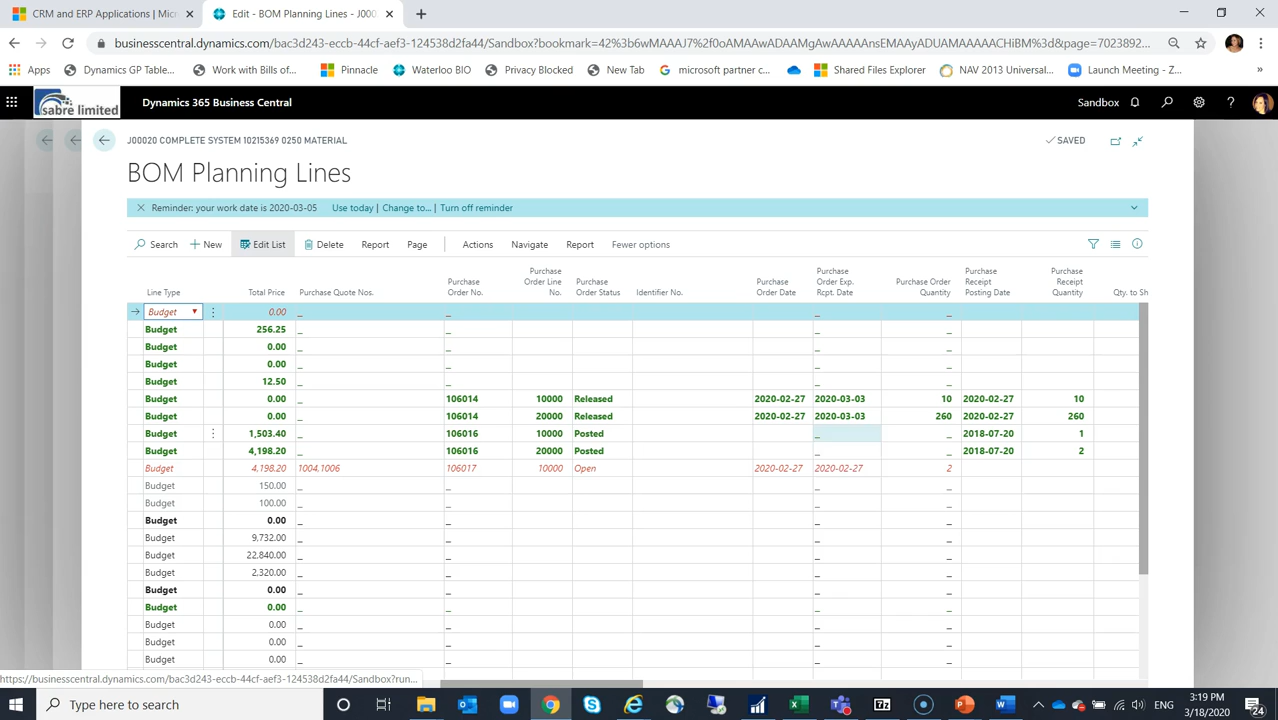 CRM and ERP Applications | Micr
Edit - BOM Planning Lines - J000
businesscentral.dynamics.com/bac3d243-eccb-44cf-aef3-124538d2fa44/Sandbox?bookmark=42%3b6wMAAAJ7%2f0oAMAAwADAAMgAwAAAAAnsEMAAyADUAMAAAAACHiBM%3d&page=7023892...
Apps
Dynamics GP Table...
Work with Bills of...
Pinnacle
Waterloo BIO
Privacy Blocked
New Tab
microsoft partner c...
Shared Files Explorer
NAV 2013 Universal...
Launch Meeting - Z...
»
sabre limited
Dynamics 365 Business Central
Sandbox
J00020 COMPLETE SYSTEM 10215369 0250 MATERIAL
SAVED
BOM Planning Lines
Reminder: your work date is 2020-03-05 Use today | Change to... | Turn off reminder
Search + New Edit List Delete Report Page Actions Navigate Report Fewer options
Line Type Total Price Purchase Quote Nos. Purchase Order No. Purchase Order Line No. Purchase Order Status Identifier No. Purchase Order Date Purchase Order Exp. Rcpt. Date Purchase Order Quantity Purchase Receipt Posting Date Purchase Receipt Quantity Qty. to Sh
Budget 0.00 _ _ _ _
Budget 256.25 _ _ _ _
Budget 0.00 _ _ _ _
Budget 0.00 _ _ _ _
Budget 12.50 _ _ _ _
Budget 0.00 _ 106014 10000 Released 2020-02-27 2020-03-03 10 2020-02-27 10
Budget 0.00 _ 106014 20000 Released 2020-02-27 2020-03-03 260 2020-02-27 260
Budget 1,503.40 _ 106016 10000 Posted _ _ 2018-07-20 1
Budget 4,198.20 _ 106016 20000 Posted _ _ 2018-07-20 2
Budget 4,198.20 1004,1006 106017 10000 Open 2020-02-27 2020-02-27 2
Budget 150.00 _ _ _ _
Budget 100.00 _ _ _ _
Budget 0.00 _ _ _ _
Budget 9,732.00 _ _ _ _
Budget 22,840.00 _ _ _ _
Budget 2,320.00 _ _ _ _
Budget 0.00 _ _ _ _
Budget 0.00 _ _ _ _
Budget 0.00 _ _ _ _
Budget 0.00 _ _ _ _
Budget 0.00 _ _ _ _
https://businesscentral.dynamics.com/bac3d243-eccb-44cf-aef3-124538d2fa44/Sandbox?run...
Type here to search
ENG
3:19 PM
3/18/2020
24